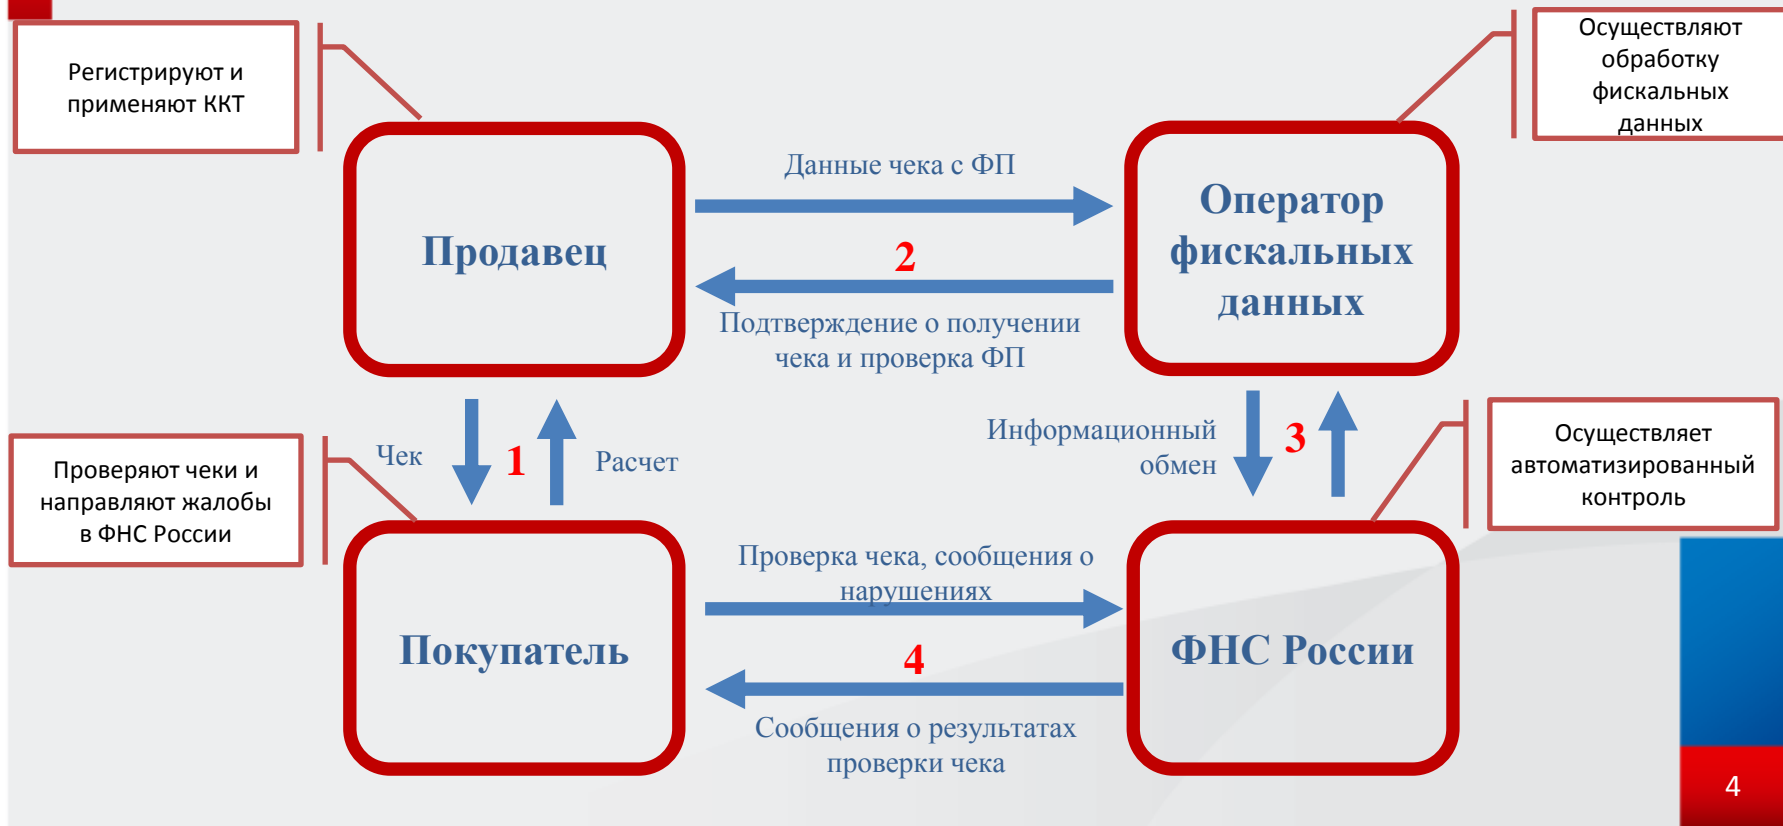 Регистрируют и
применяют ККТ
Осуществляют
обработку
фискальных
данных
Продавец
Данные чека с ФП
2
Подтверждение о получении
чека и проверка ФП
Оператор
фискальных
данных
Чек
1
Расчет
Информационный
обмен
3
Проверяют чеки и
направляют жалобы
в ФНС России
Осуществляет
автоматизированный
контроль
Покупатель
Проверка чека, сообщения о
нарушениях
4
Сообщения о результатах
проверки чека
ФНС России
4